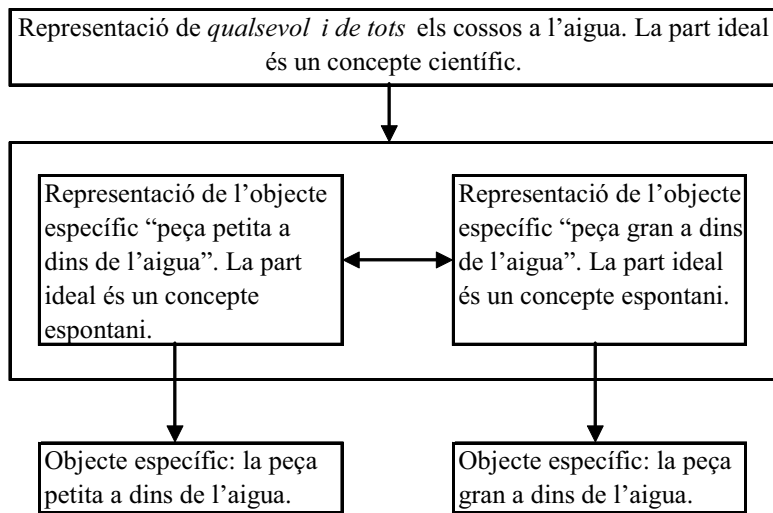 Representació de qualsevol i de tots els cossos a l’aigua. La part ideal
és un concepte científic.
Representació de l’objecte
específic “peça petita a
dins de l’aigua”. La part
ideal és un concepte
espontani.
Representació de l’objecte
específic “peça gran a dins
de l’aigua”. La part ideal
és un concepte espontani.
Objecte específic: la peça
petita a dins de l’aigua.
Objecte específic: la peça
gran a dins de l’aigua.